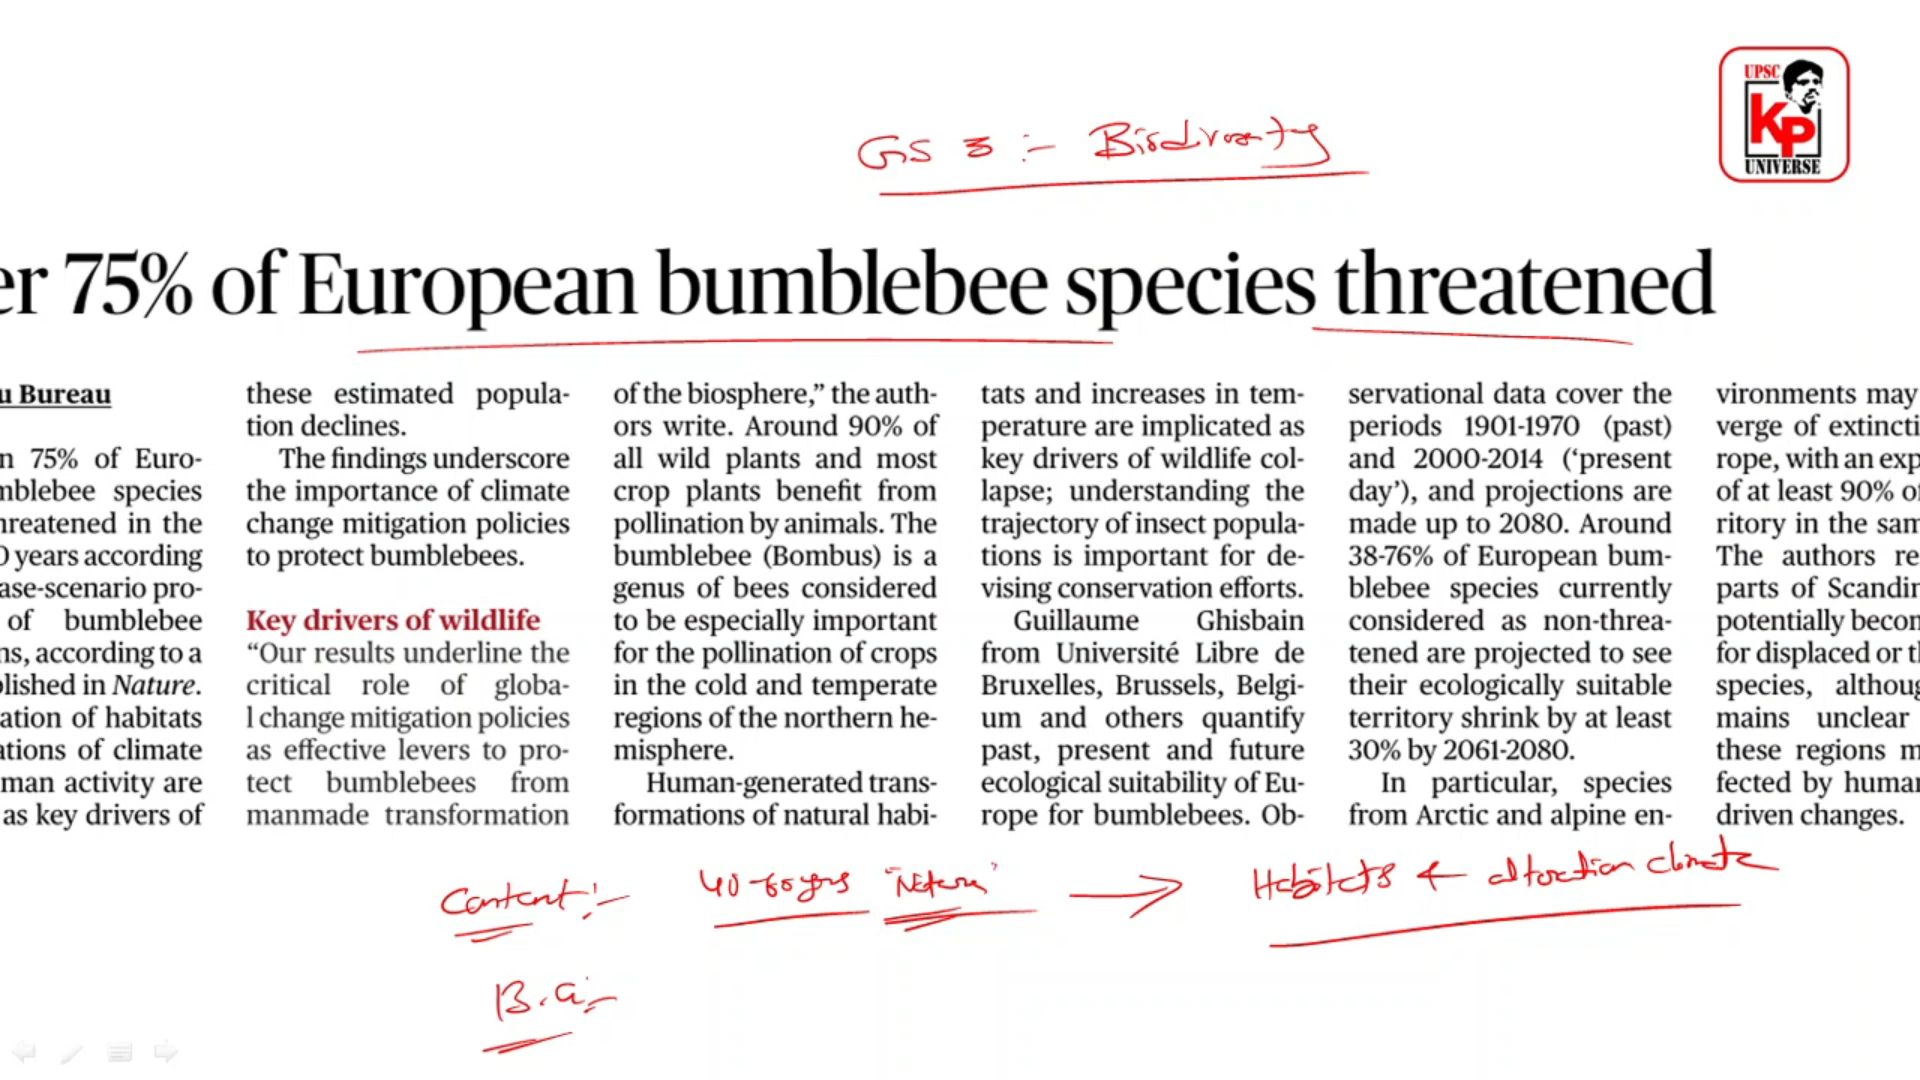 UPSC
KP
UNIVERSE
GS 3 :- Biodiversity
er 75% of European bumblebee species threatened
u Bureau
n 75% of Euro-
mblebee species
hreatened in the
0 years according
ase-scenario pro-
of bumblebee
ns, according to a
blished in Nature.
ation of habitats
ations of climate
man activity are
as key drivers of
these estimated popula-
tion declines.
The findings underscore
the importance of climate
change mitigation policies
to protect bumblebees.
Key drivers of wildlife
“Our results underline the
critical role of globa-
l change mitigation policies
as effective levers to pro-
tect bumblebees from
manmade transformation
of the biosphere,” the auth-
ors write. Around 90% of
all wild plants and most
crop plants benefit from
pollination by animals. The
bumblebee (Bombus) is a
genus of bees considered
to be especially important
for the pollination of crops
in the cold and temperate
regions of the northern he-
misphere.
Human-generated trans-
formations of natural habi-
tats and increases in tem-
perature are implicated as
key drivers of wildlife col-
lapse; understanding the
trajectory of insect popula-
tions is important for de-
vising conservation efforts.
Guillaume Ghisbain
from Université Libre de
Bruxelles, Brussels, Belgi-
um and others quantify
past, present and future
ecological suitability of Eu-
rope for bumblebees. Ob-
servational data cover the
periods 1901-1970 (past)
and 2000-2014 (‘present
day’), and projections are
made up to 2080. Around
38-76% of European bum-
blebee species currently
considered as non-threa-
tened are projected to see
their ecologically suitable
territory shrink by at least
30% by 2061-2080.
In particular, species
from Arctic and alpine en-
vironments may
verge of extincti
rope, with an exp
of at least 90% of
ritory in the sam
The authors re
parts of Scandin
potentially becom
for displaced or th
species, althoug
mains unclear
these regions m
fected by human
driven changes.
Context :- 40-60 yrs "Nature" → Habitats ← alteration climate
B.G :-